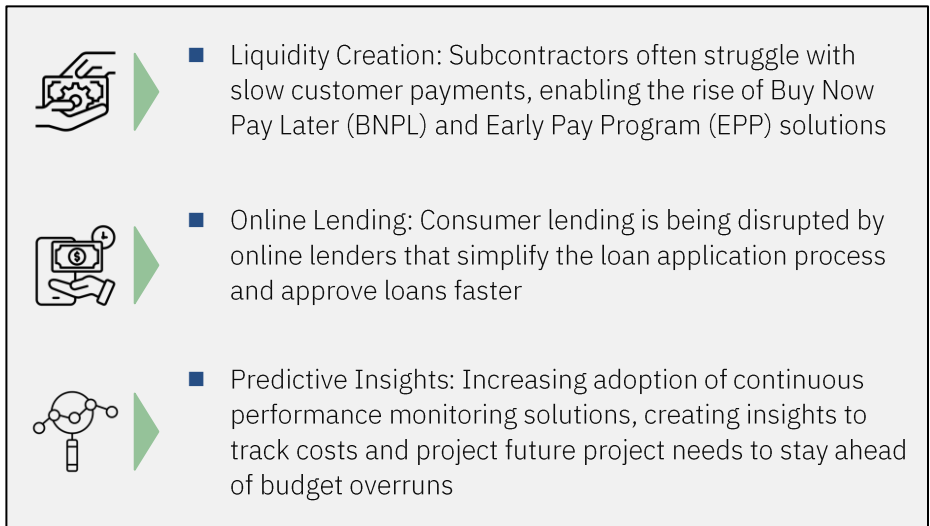 Liquidity Creation: Subcontractors often struggle with
slow customer payments, enabling the rise of Buy Now
Pay Later (BNPL) and Early Pay Program (EPP) solutions
Online Lending: Consumer lending is being disrupted by
online lenders that simplify the loan application process
and approve loans faster
Predictive Insights: Increasing adoption of continuous
performance monitoring solutions, creating insights to
track costs and project future project needs to stay ahead
of budget overruns